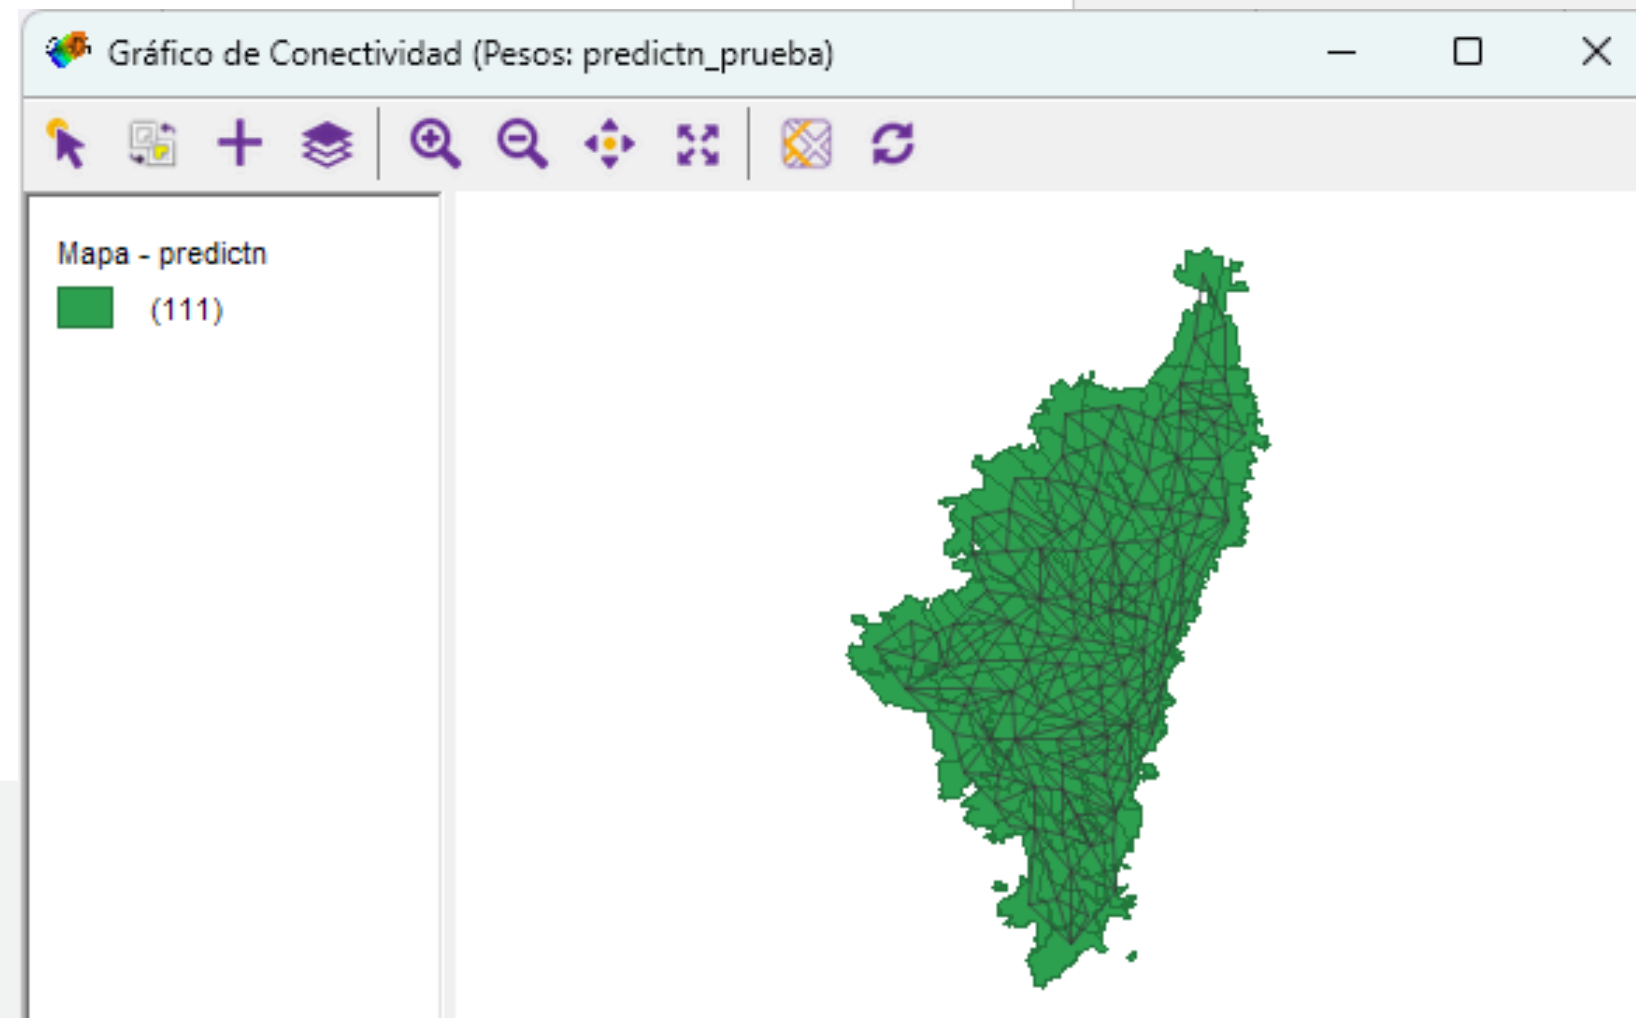 Gráfico de Conectividad (Pesos: predictn_prueba)
Mapa - predictn
(111)